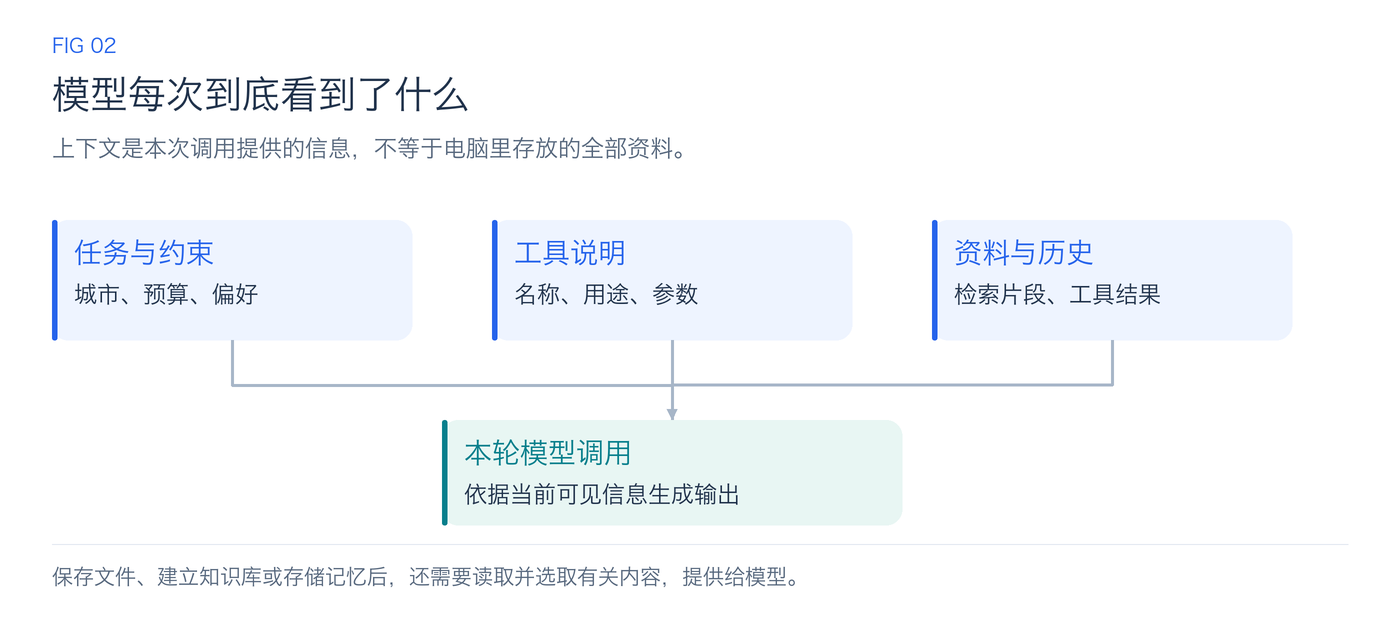 FIG 02
模型每次到底看到了什么
上下文是本次调用提供的信息，不等于电脑里存放的全部资料。
任务与约束
城市、预算、偏好
工具说明
名称、用途、参数
资料与历史
检索片段、工具结果
本轮模型调用
依据当前可见信息生成输出
保存文件、建立知识库或存储记忆后，还需要读取并选取有关内容，提供给模型。